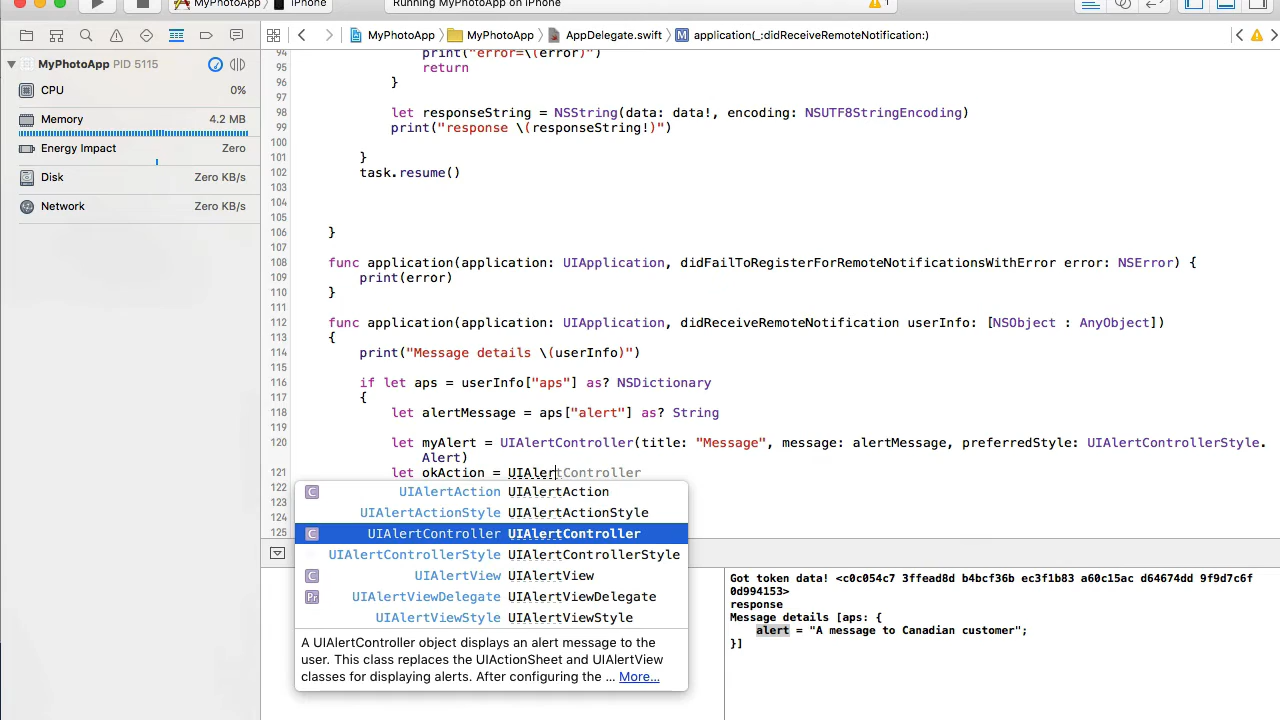 MyPhotoApp
iPhone
Running MyPhotoApp on iPhone
1
MyPhotoApp
MyPhotoApp
AppDelegate.swift
M
application(_:didReceiveRemoteNotification:)
MyPhotoApp PID 5115
CPU 0%
Memory 4.2 MB
Energy Impact Zero
Disk Zero KB/s
Network Zero KB/s
94 print("error=\(error)")
95 return
96 }
97
98 let responseString = NSString(data: data!, encoding: NSUTF8StringEncoding)
99 print("response \(responseString!)")
100
101 }
102 task.resume()
103
104
105
106 }
107
108 func application(application: UIApplication, didFailToRegisterForRemoteNotificationsWithError error: NSError) {
109 print(error)
110 }
111
112 func application(application: UIApplication, didReceiveRemoteNotification userInfo: [NSObject : AnyObject])
113 {
114 print("Message details \(userInfo)")
115
116 if let aps = userInfo["aps"] as? NSDictionary
117 {
118 let alertMessage = aps["alert"] as? String
119
120 let myAlert = UIAlertController(title: "Message", message: alertMessage, preferredStyle: UIAlertControllerStyle.
Alert)
121 let okAction = UIAlertController
122
123
124
125
C UIAlertAction UIAlertAction
UIAlertActionStyle UIAlertActionStyle
C UIAlertController UIAlertController
UIAlertControllerStyle UIAlertControllerStyle
C UIAlertView UIAlertView
Pr UIAlertViewDelegate UIAlertViewDelegate
UIAlertViewStyle UIAlertViewStyle
A UIAlertController object displays an alert message to the
user. This class replaces the UIActionSheet and UIAlertView
classes for displaying alerts. After configuring the ... More...
Got token data! <c0c054c7 3ffead8d b4bcf36b ec3f1b83 a60c15ac d64674dd 9f9d7c6f
0d994153>
response
Message details [aps: {
alert = "A message to Canadian customer";
}]